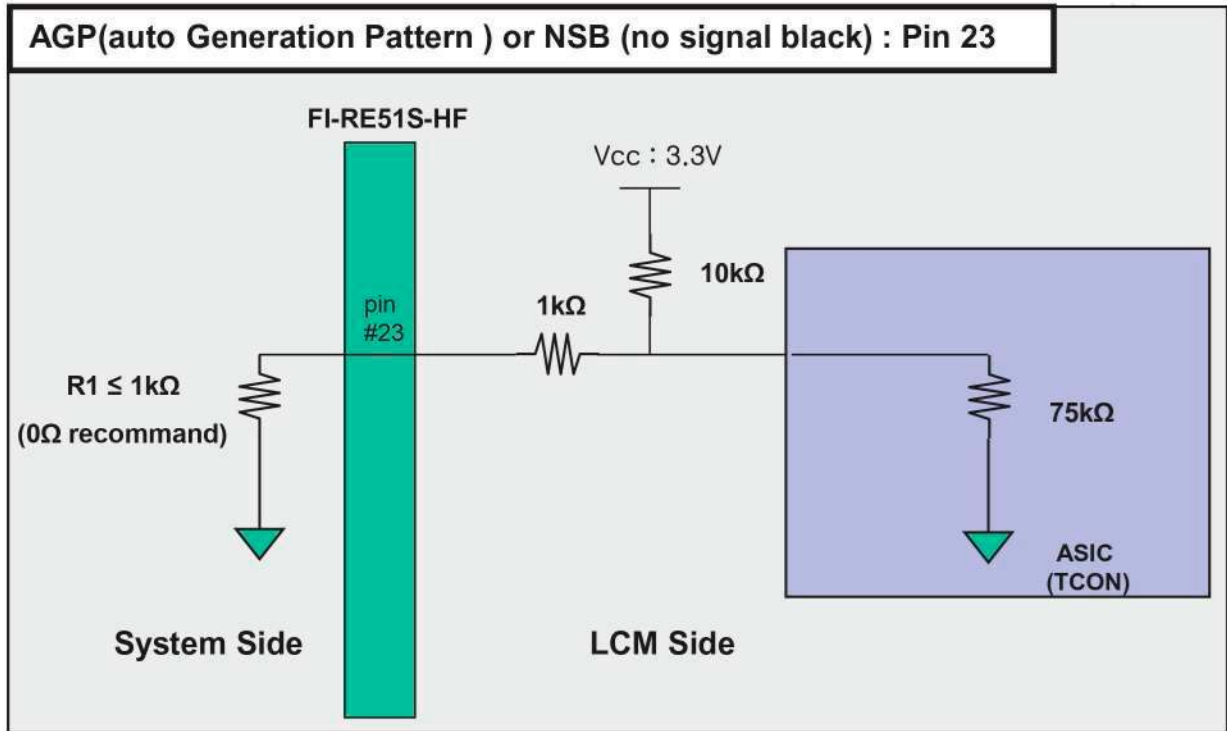 AGP(auto Generation Pattern ) or NSB (no signal black) : Pin 23
FI-RE51S-HF
Vcc : 3.3V
10kΩ
1kΩ
pin
#23
R1 ≤ 1kΩ
(0Ω recommand)
75kΩ
ASIC
(TCON)
System Side
LCM Side